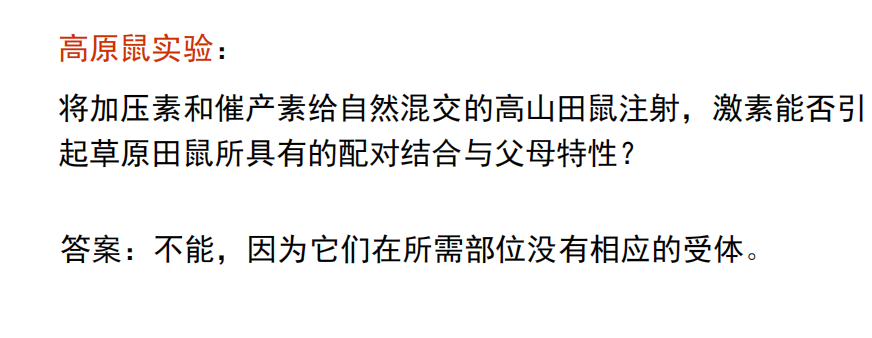 高原鼠实验：
将加压素和催产素给自然混交的高山田鼠注射，激素能否引
起草原田鼠所具有的配对结合与父母特性？
答案：不能，因为它们在所需部位没有相应的受体。